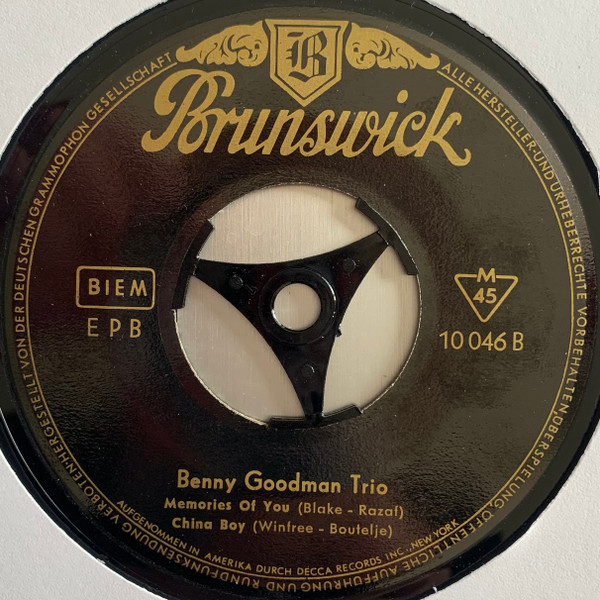 B
Brunswick
BIEM
EPB
M
45
10 046 B
Benny Goodman Trio
Memories Of You (Blake - Razaf)
China Boy (Winfree - Boutelje)
AUFGENOMMEN IN AMERIKA DURCH DECCA RECORDS INC., NEW YORK
HERGESTELLT VON DER DEUTSCHEN GRAMMOPHON GESELLSCHAFT
ALLE HERSTELLER-UND URHEBERRECHTE VORBEHALTEN, ÜBERSPIELUNG, ÖFFENTLICHE AUFFÜHRUNG UND RUNDFUNKSENDUNG VERBOTEN